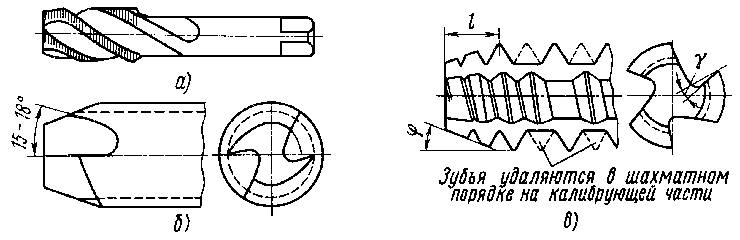 а)
15-18°
б)
l
γ
φ
Зубья удаляются в шахматном
порядке на калибрующей части
в)